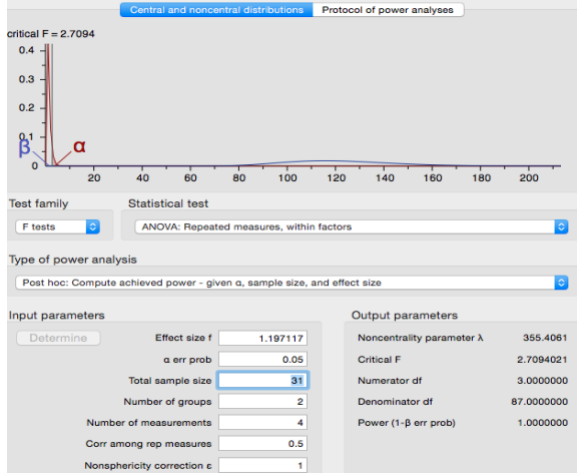 Central and noncentral distributions Protocol of power analyses
critical F = 2.7094
0.4
0.3
0.2
0.1
β α
0
20 40 60 80 100 120 140 160 180 200
Test family Statistical test
F tests ANOVA: Repeated measures, within factors
Type of power analysis
Post hoc: Compute achieved power - given α, sample size, and effect size
Input parameters Output parameters
Determine Effect size f 1.197117 Noncentrality parameter λ 355.4061
α err prob 0.05 Critical F 2.7094021
Total sample size 31 Numerator df 3.0000000
Number of groups 2 Denominator df 87.0000000
Number of measurements 4 Power (1-β err prob) 1.0000000
Corr among rep measures 0.5
Nonsphericity correction ε 1